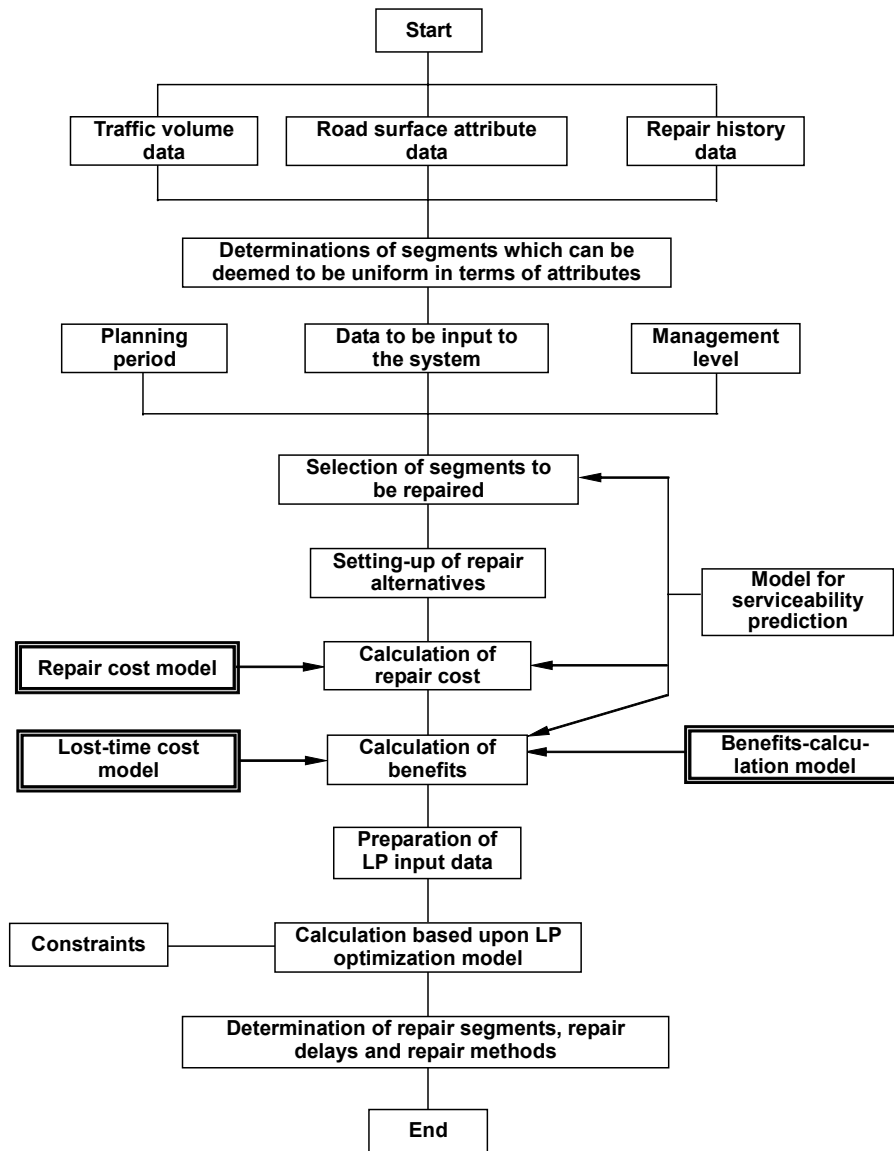 Start
Traffic volume
data
Road surface attribute
data
Repair history
data
Determinations of segments which can be
deemed to be uniform in terms of attributes
Planning
period
Data to be input to
the system
Management
level
Selection of segments to
be repaired
Setting-up of repair
alternatives
Model for
serviceability
prediction
Repair cost model
Calculation of
repair cost
Lost-time cost
model
Calculation of
benefits
Benefits-calcu-
lation model
Preparation of
LP input data
Constraints
Calculation based upon LP
optimization model
Determination of repair segments, repair
delays and repair methods
End